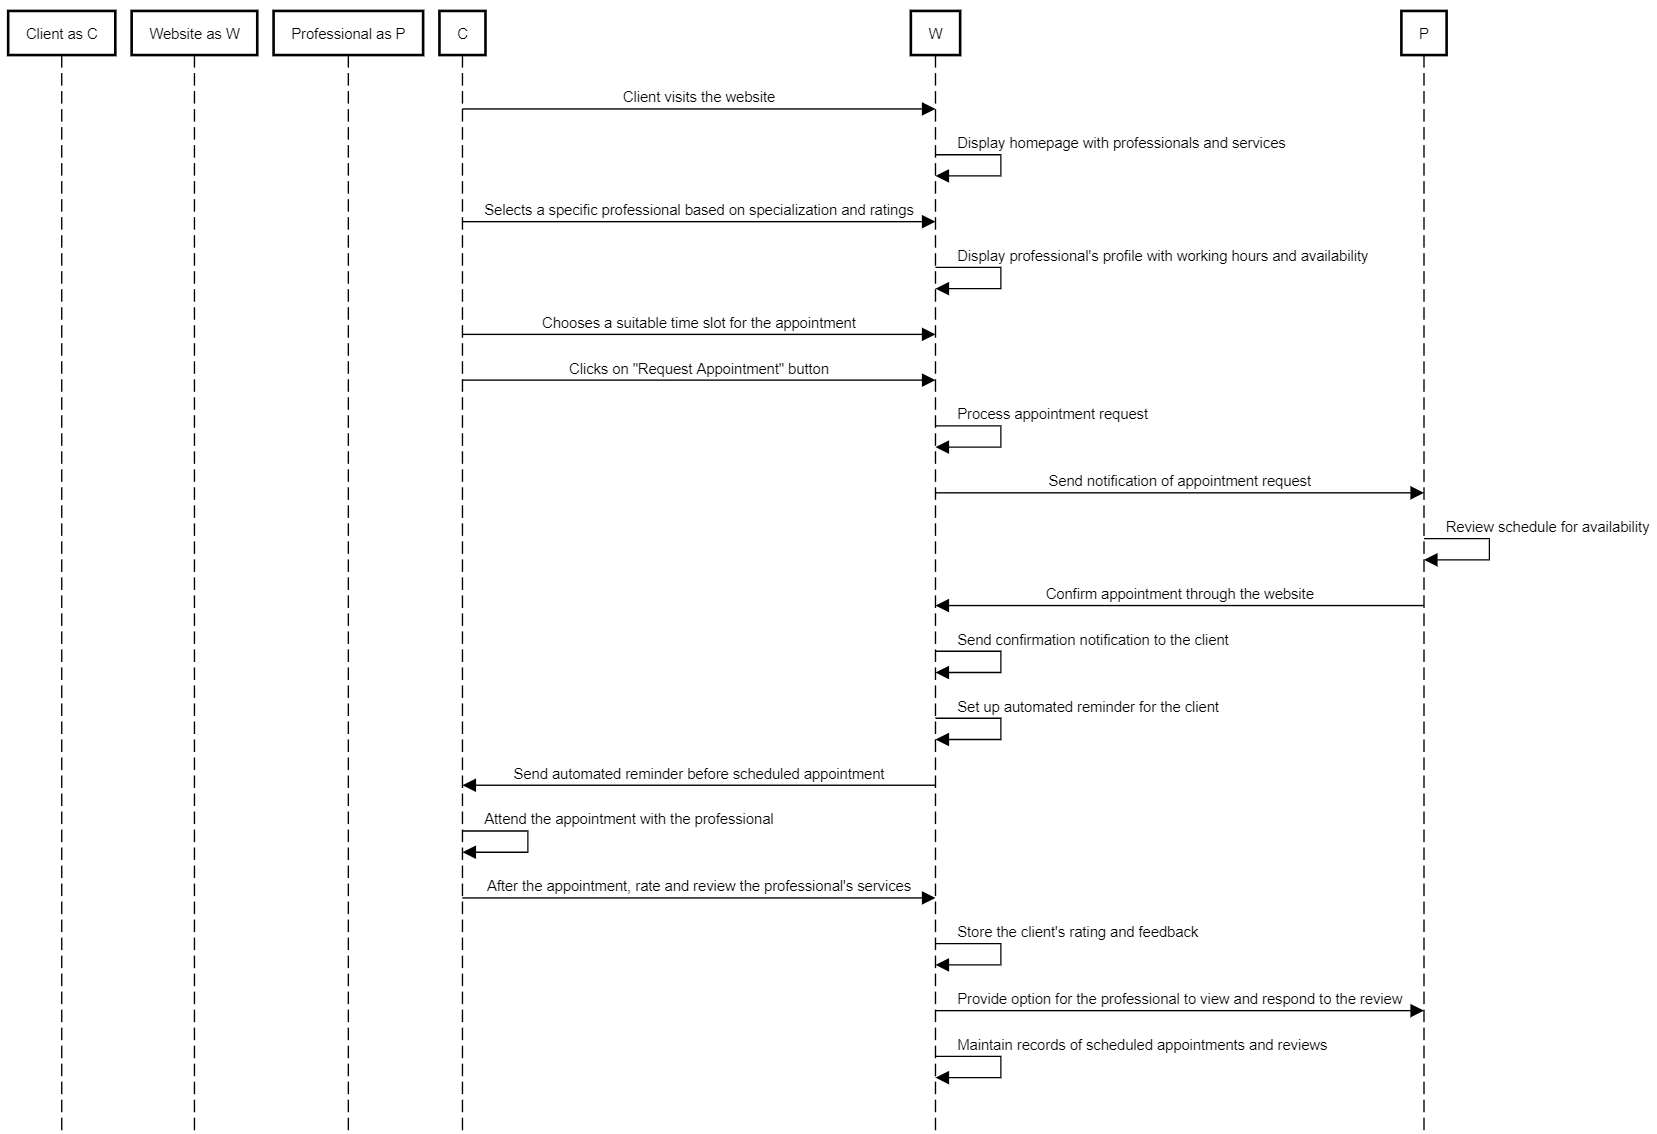 Client as C
Website as W
Professional as P
C
W
P
Client visits the website
Display homepage with professionals and services
Selects a specific professional based on specialization and ratings
Display professional's profile with working hours and availability
Chooses a suitable time slot for the appointment
Clicks on "Request Appointment" button
Process appointment request
Send notification of appointment request
Review schedule for availability
Confirm appointment through the website
Send confirmation notification to the client
Set up automated reminder for the client
Send automated reminder before scheduled appointment
Attend the appointment with the professional
After the appointment, rate and review the professional's services
Store the client's rating and feedback
Provide option for the professional to view and respond to the review
Maintain records of scheduled appointments and reviews